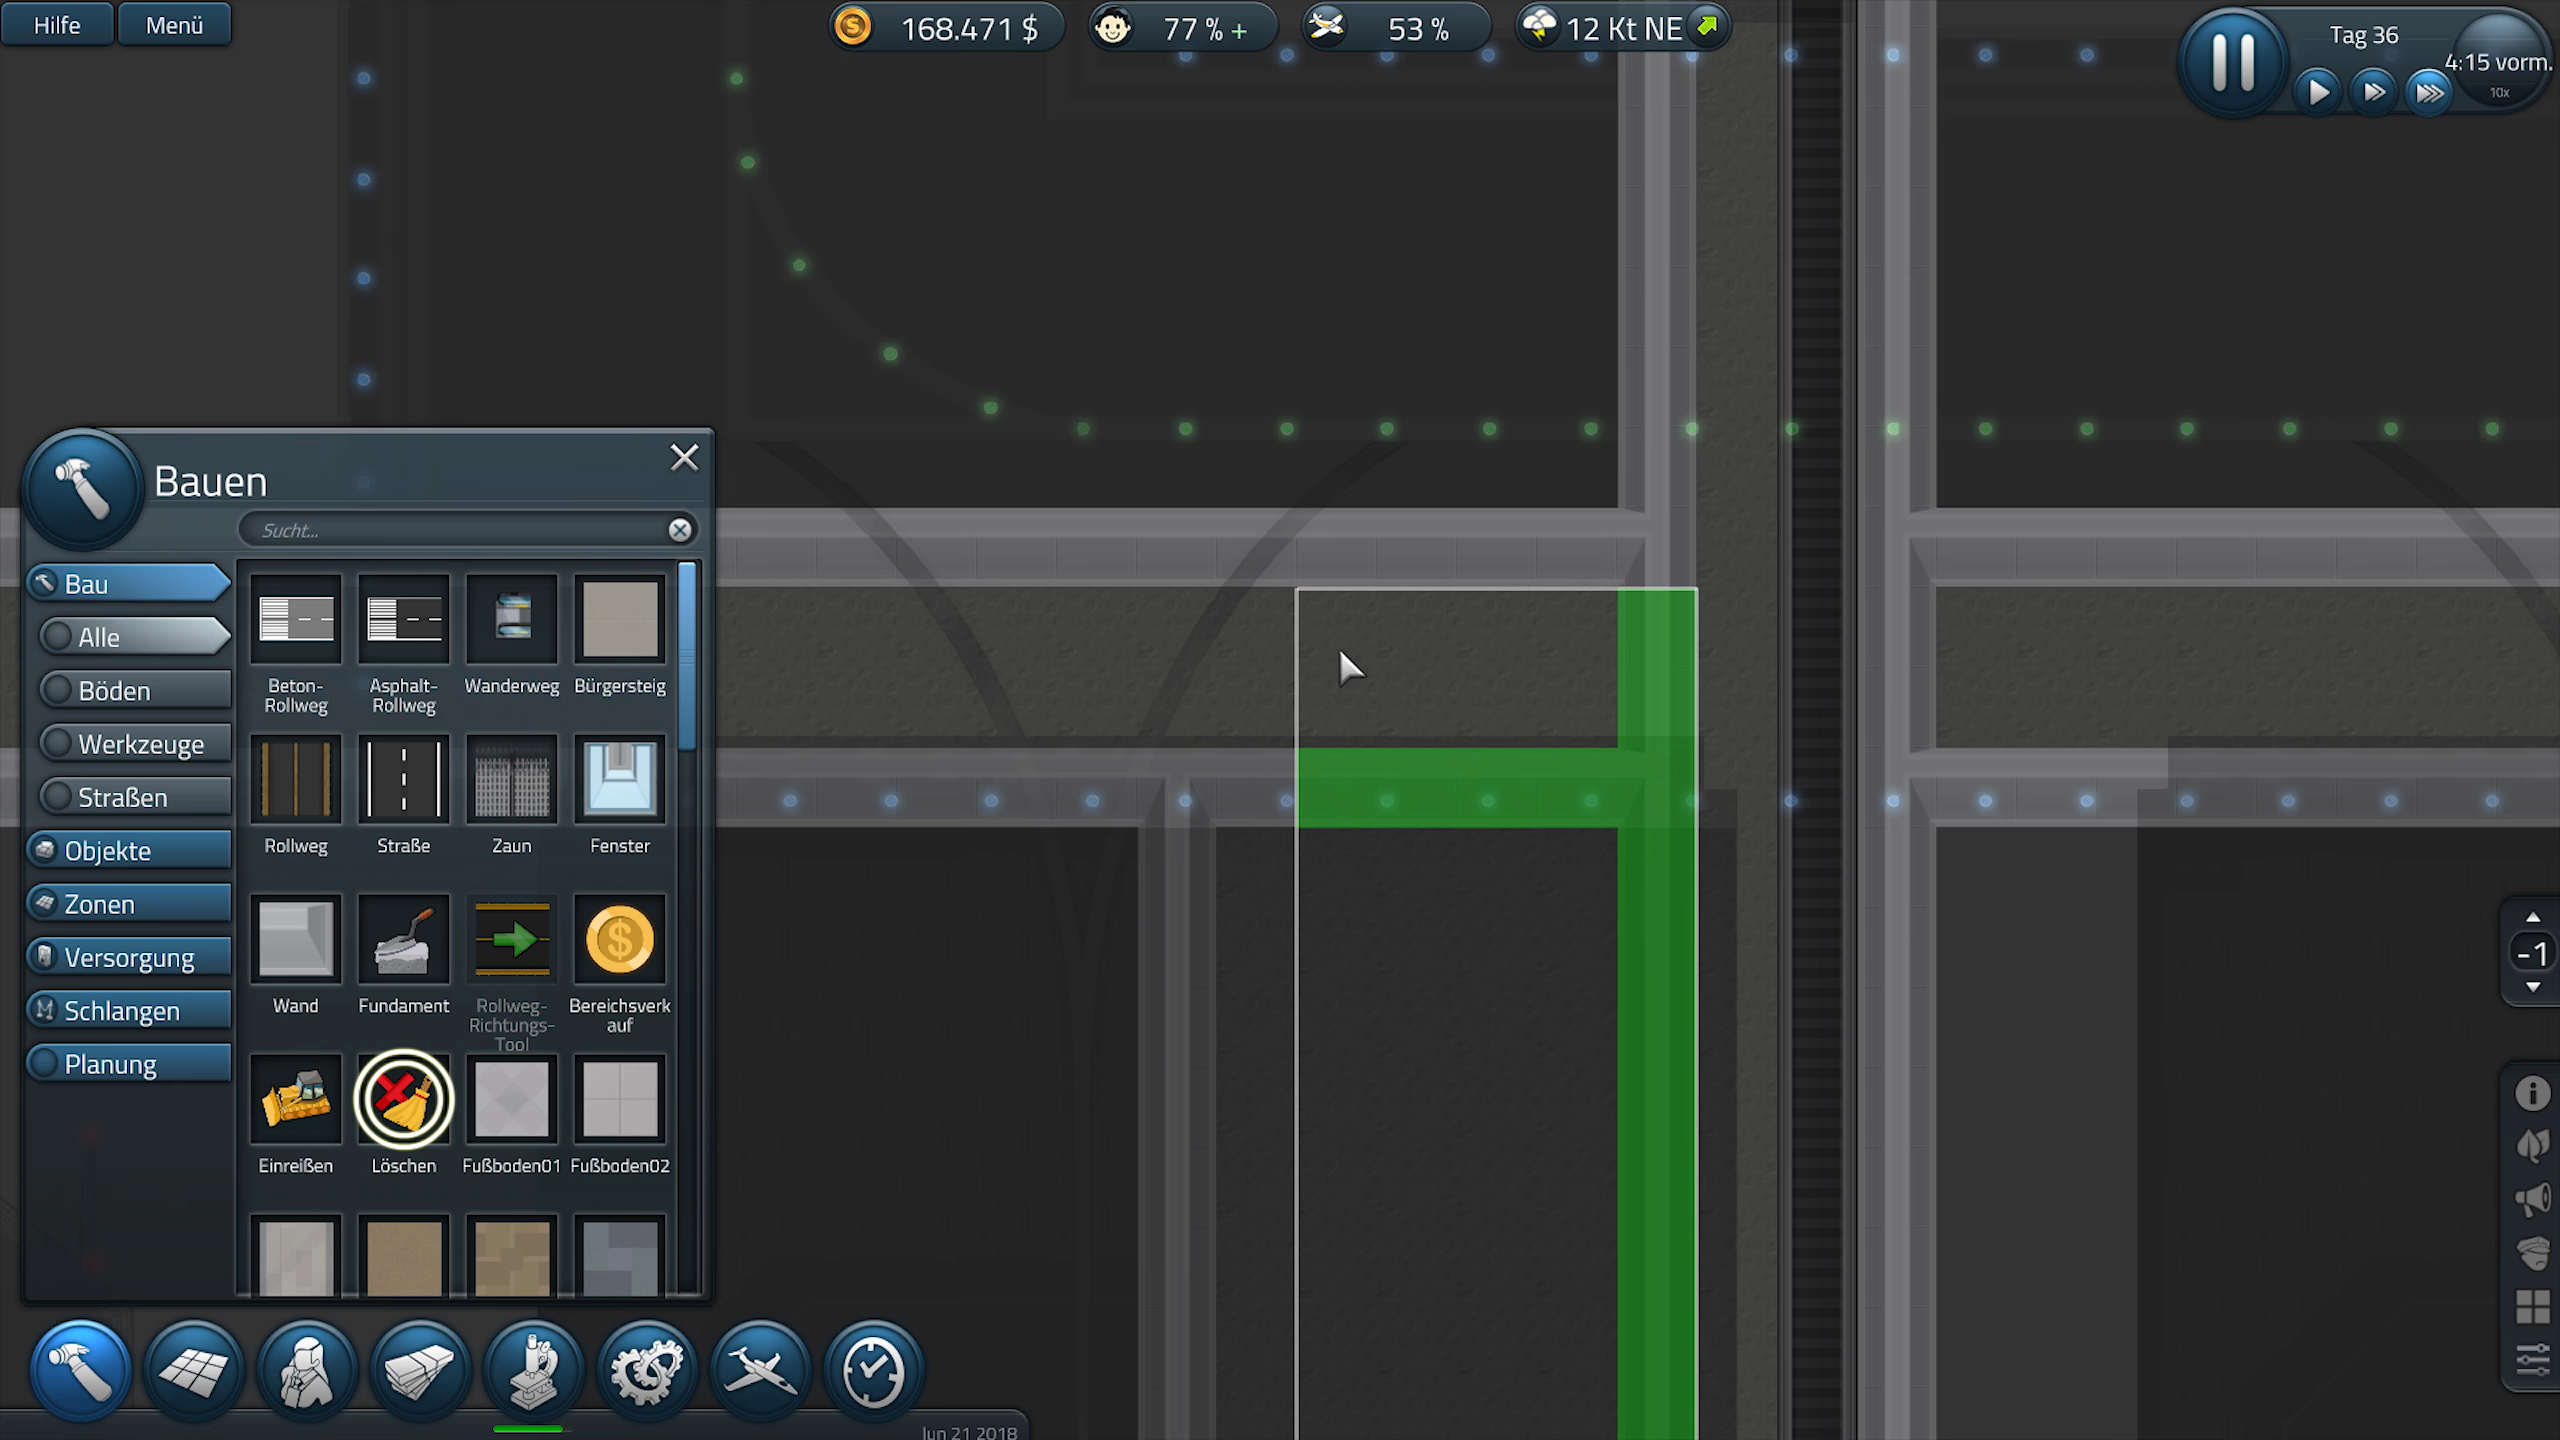 Hilfe
Menü
168.471 $
77 % +
53 %
12 Kt NE
Tag 36
4:15 vorm.
10x
Bauen
Sucht...
Bau
Alle
Böden
Werkzeuge
Straßen
Objekte
Zonen
Versorgung
Schlangen
Planung
Beton-
Rollweg
Asphalt-
Rollweg
Wanderweg
Bürgersteig
Rollweg
Straße
Zaun
Fenster
Wand
Fundament
Rollweg-
Richtungs-
Tool
Bereichsverk
auf
Einreißen
Löschen
Fußboden01
Fußboden02
-1
Jun 21 2018